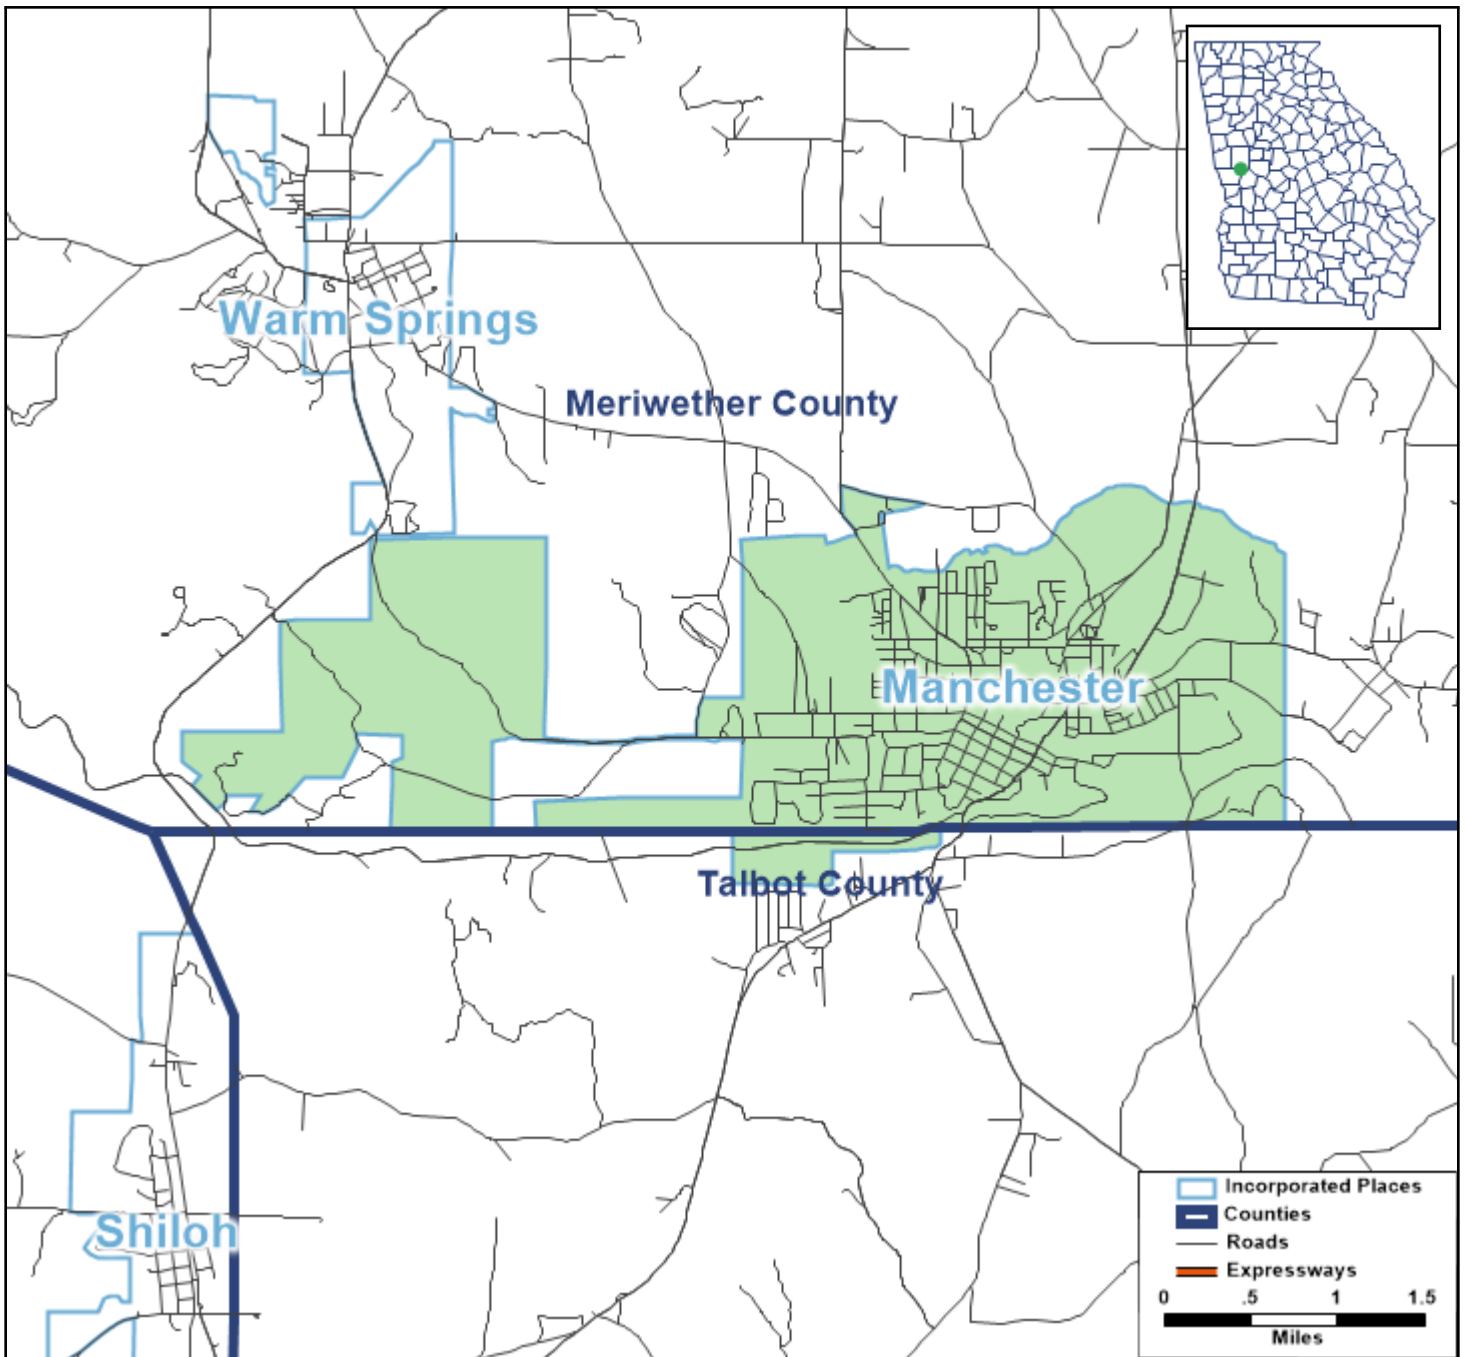 Warm Springs
Meriwether County
Manchester
Talbot County
Shiloh
Incorporated Places
Counties
Roads
Expressways
0 .5 1 1.5
Miles